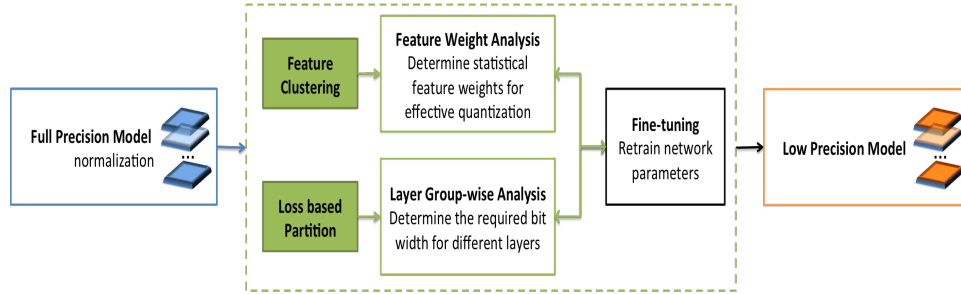 Full Precision Model
normalization
...
Feature
Clustering
Feature Weight Analysis
Determine statistical
feature weights for
effective quantization
Loss based
Partition
Layer Group-wise Analysis
Determine the required bit
width for different layers
Fine-tuning
Retrain network
parameters
Low Precision Model
...